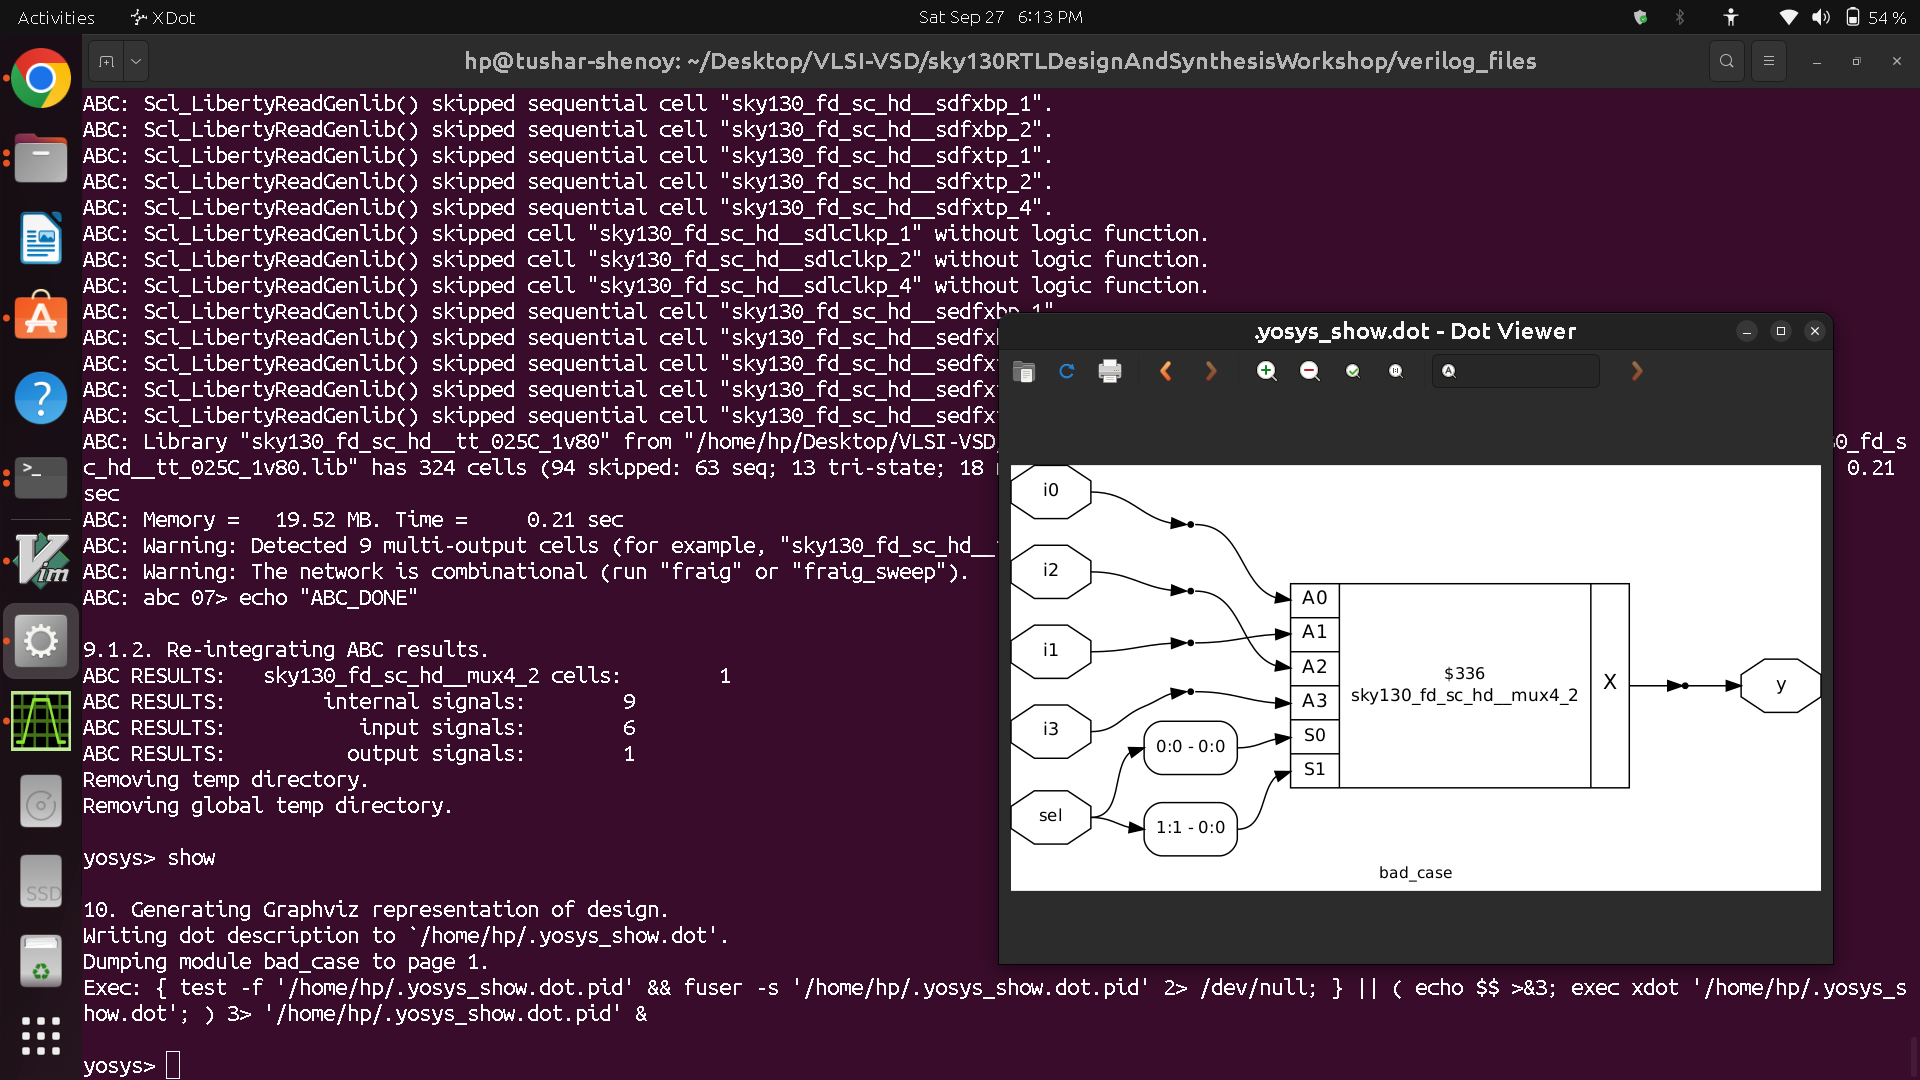 Activities
XDot
Sat Sep 27 6:13 PM
54 %
hp@tushar-shenoy: ~/Desktop/VLSI-VSD/sky130RTLDesignAndSynthesisWorkshop/verilog_files
ABC: Scl_LibertyReadGenlib() skipped sequential cell "sky130_fd_sc_hd__sdfxbp_1".
ABC: Scl_LibertyReadGenlib() skipped sequential cell "sky130_fd_sc_hd__sdfxbp_2".
ABC: Scl_LibertyReadGenlib() skipped sequential cell "sky130_fd_sc_hd__sdfxtp_1".
ABC: Scl_LibertyReadGenlib() skipped sequential cell "sky130_fd_sc_hd__sdfxtp_2".
ABC: Scl_LibertyReadGenlib() skipped sequential cell "sky130_fd_sc_hd__sdfxtp_4".
ABC: Scl_LibertyReadGenlib() skipped cell "sky130_fd_sc_hd__sdlclkp_1" without logic function.
ABC: Scl_LibertyReadGenlib() skipped cell "sky130_fd_sc_hd__sdlclkp_2" without logic function.
ABC: Scl_LibertyReadGenlib() skipped cell "sky130_fd_sc_hd__sdlclkp_4" without logic function.
ABC: Scl_LibertyReadGenlib() skipped sequential cell "sky130_fd_sc_hd__sedfxbp_1".
ABC: Scl_LibertyReadGenlib() skipped sequential cell "sky130_fd_sc_hd__sedfx
ABC: Scl_LibertyReadGenlib() skipped sequential cell "sky130_fd_sc_hd__sedfx
ABC: Scl_LibertyReadGenlib() skipped sequential cell "sky130_fd_sc_hd__sedfx
ABC: Scl_LibertyReadGenlib() skipped sequential cell "sky130_fd_sc_hd__sedfx
ABC: Library "sky130_fd_sc_hd__tt_025C_1v80" from "/home/hp/Desktop/VLSI-VSD 0_fd_s
c_hd__tt_025C_1v80.lib" has 324 cells (94 skipped: 63 seq; 13 tri-state; 18 0.21
sec
ABC: Memory = 19.52 MB. Time = 0.21 sec
ABC: Warning: Detected 9 multi-output cells (for example, "sky130_fd_sc_hd__
ABC: Warning: The network is combinational (run "fraig" or "fraig_sweep").
ABC: abc 07> echo "ABC_DONE"
9.1.2. Re-integrating ABC results.
ABC RESULTS: sky130_fd_sc_hd__mux4_2 cells: 1
ABC RESULTS: internal signals: 9
ABC RESULTS: input signals: 6
ABC RESULTS: output signals: 1
Removing temp directory.
Removing global temp directory.
yosys> show
10. Generating Graphviz representation of design.
Writing dot description to `/home/hp/.yosys_show.dot'.
Dumping module bad_case to page 1.
Exec: { test -f '/home/hp/.yosys_show.dot.pid' && fuser -s '/home/hp/.yosys_show.dot.pid' 2> /dev/null; } || ( echo $$ >&3; exec xdot '/home/hp/.yosys_s
how.dot'; ) 3> '/home/hp/.yosys_show.dot.pid' &
yosys>
.yosys_show.dot - Dot Viewer
i0
i2
i1
i3
sel
0:0 - 0:0
1:1 - 0:0
A0
A1
A2
A3
S0
S1
$336
sky130_fd_sc_hd__mux4_2
X
y
bad_case
SSD
Vim